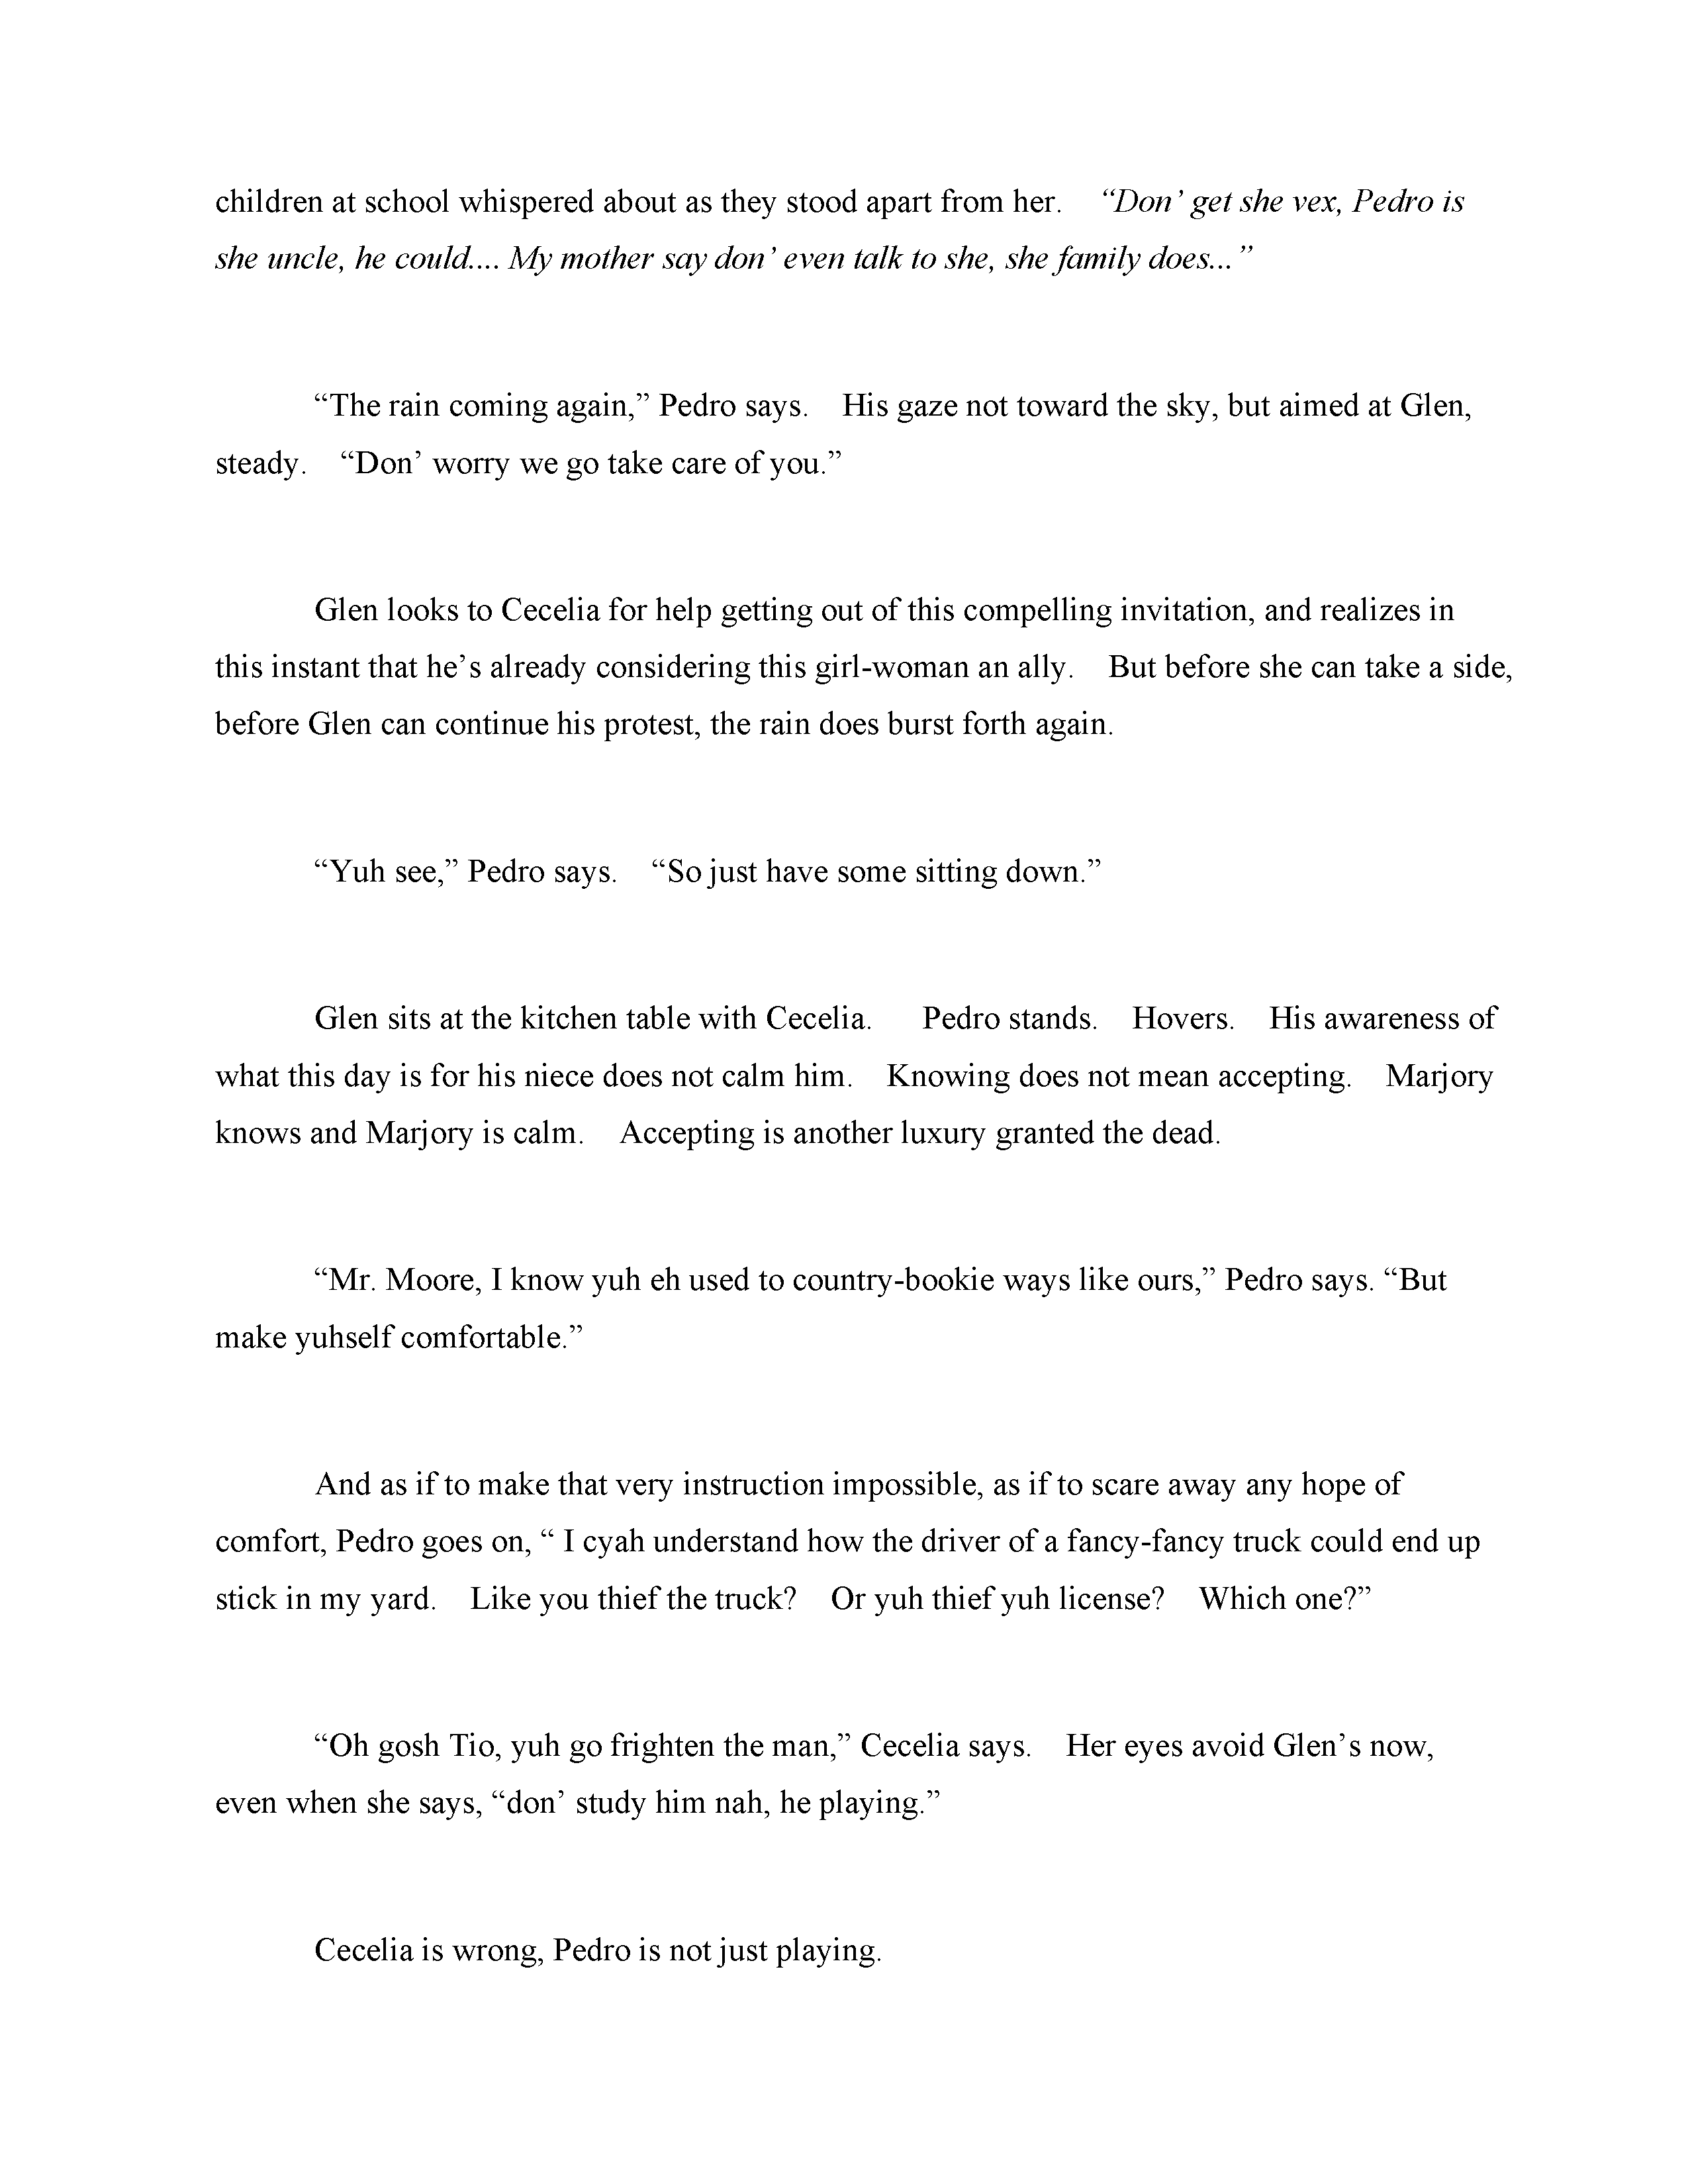 children at school whispered about as they stood apart from her. “Don’ get she vex, Pedro is
she uncle, he could.... My mother say don’ even talk to she, she family does...”
“The rain coming again,” Pedro says. His gaze not toward the sky, but aimed at Glen,
steady. “Don’ worry we go take care of you.”
Glen looks to Cecelia for help getting out of this compelling invitation, and realizes in
this instant that he’s already considering this girl-woman an ally. But before she can take a side,
before Glen can continue his protest, the rain does burst forth again.
“Yuh see,” Pedro says. “So just have some sitting down.”
Glen sits at the kitchen table with Cecelia. Pedro stands. Hovers. His awareness of
what this day is for his niece does not calm him. Knowing does not mean accepting. Marjory
knows and Marjory is calm. Accepting is another luxury granted the dead.
“Mr. Moore, I know yuh eh used to country-bookie ways like ours,” Pedro says. “But
make yuhself comfortable.”
And as if to make that very instruction impossible, as if to scare away any hope of
comfort, Pedro goes on, “ I cyah understand how the driver of a fancy-fancy truck could end up
stick in my yard. Like you thief the truck? Or yuh thief yuh license? Which one?”
“Oh gosh Tio, yuh go frighten the man,” Cecelia says. Her eyes avoid Glen’s now,
even when she says, “don’ study him nah, he playing.”
Cecelia is wrong, Pedro is not just playing.